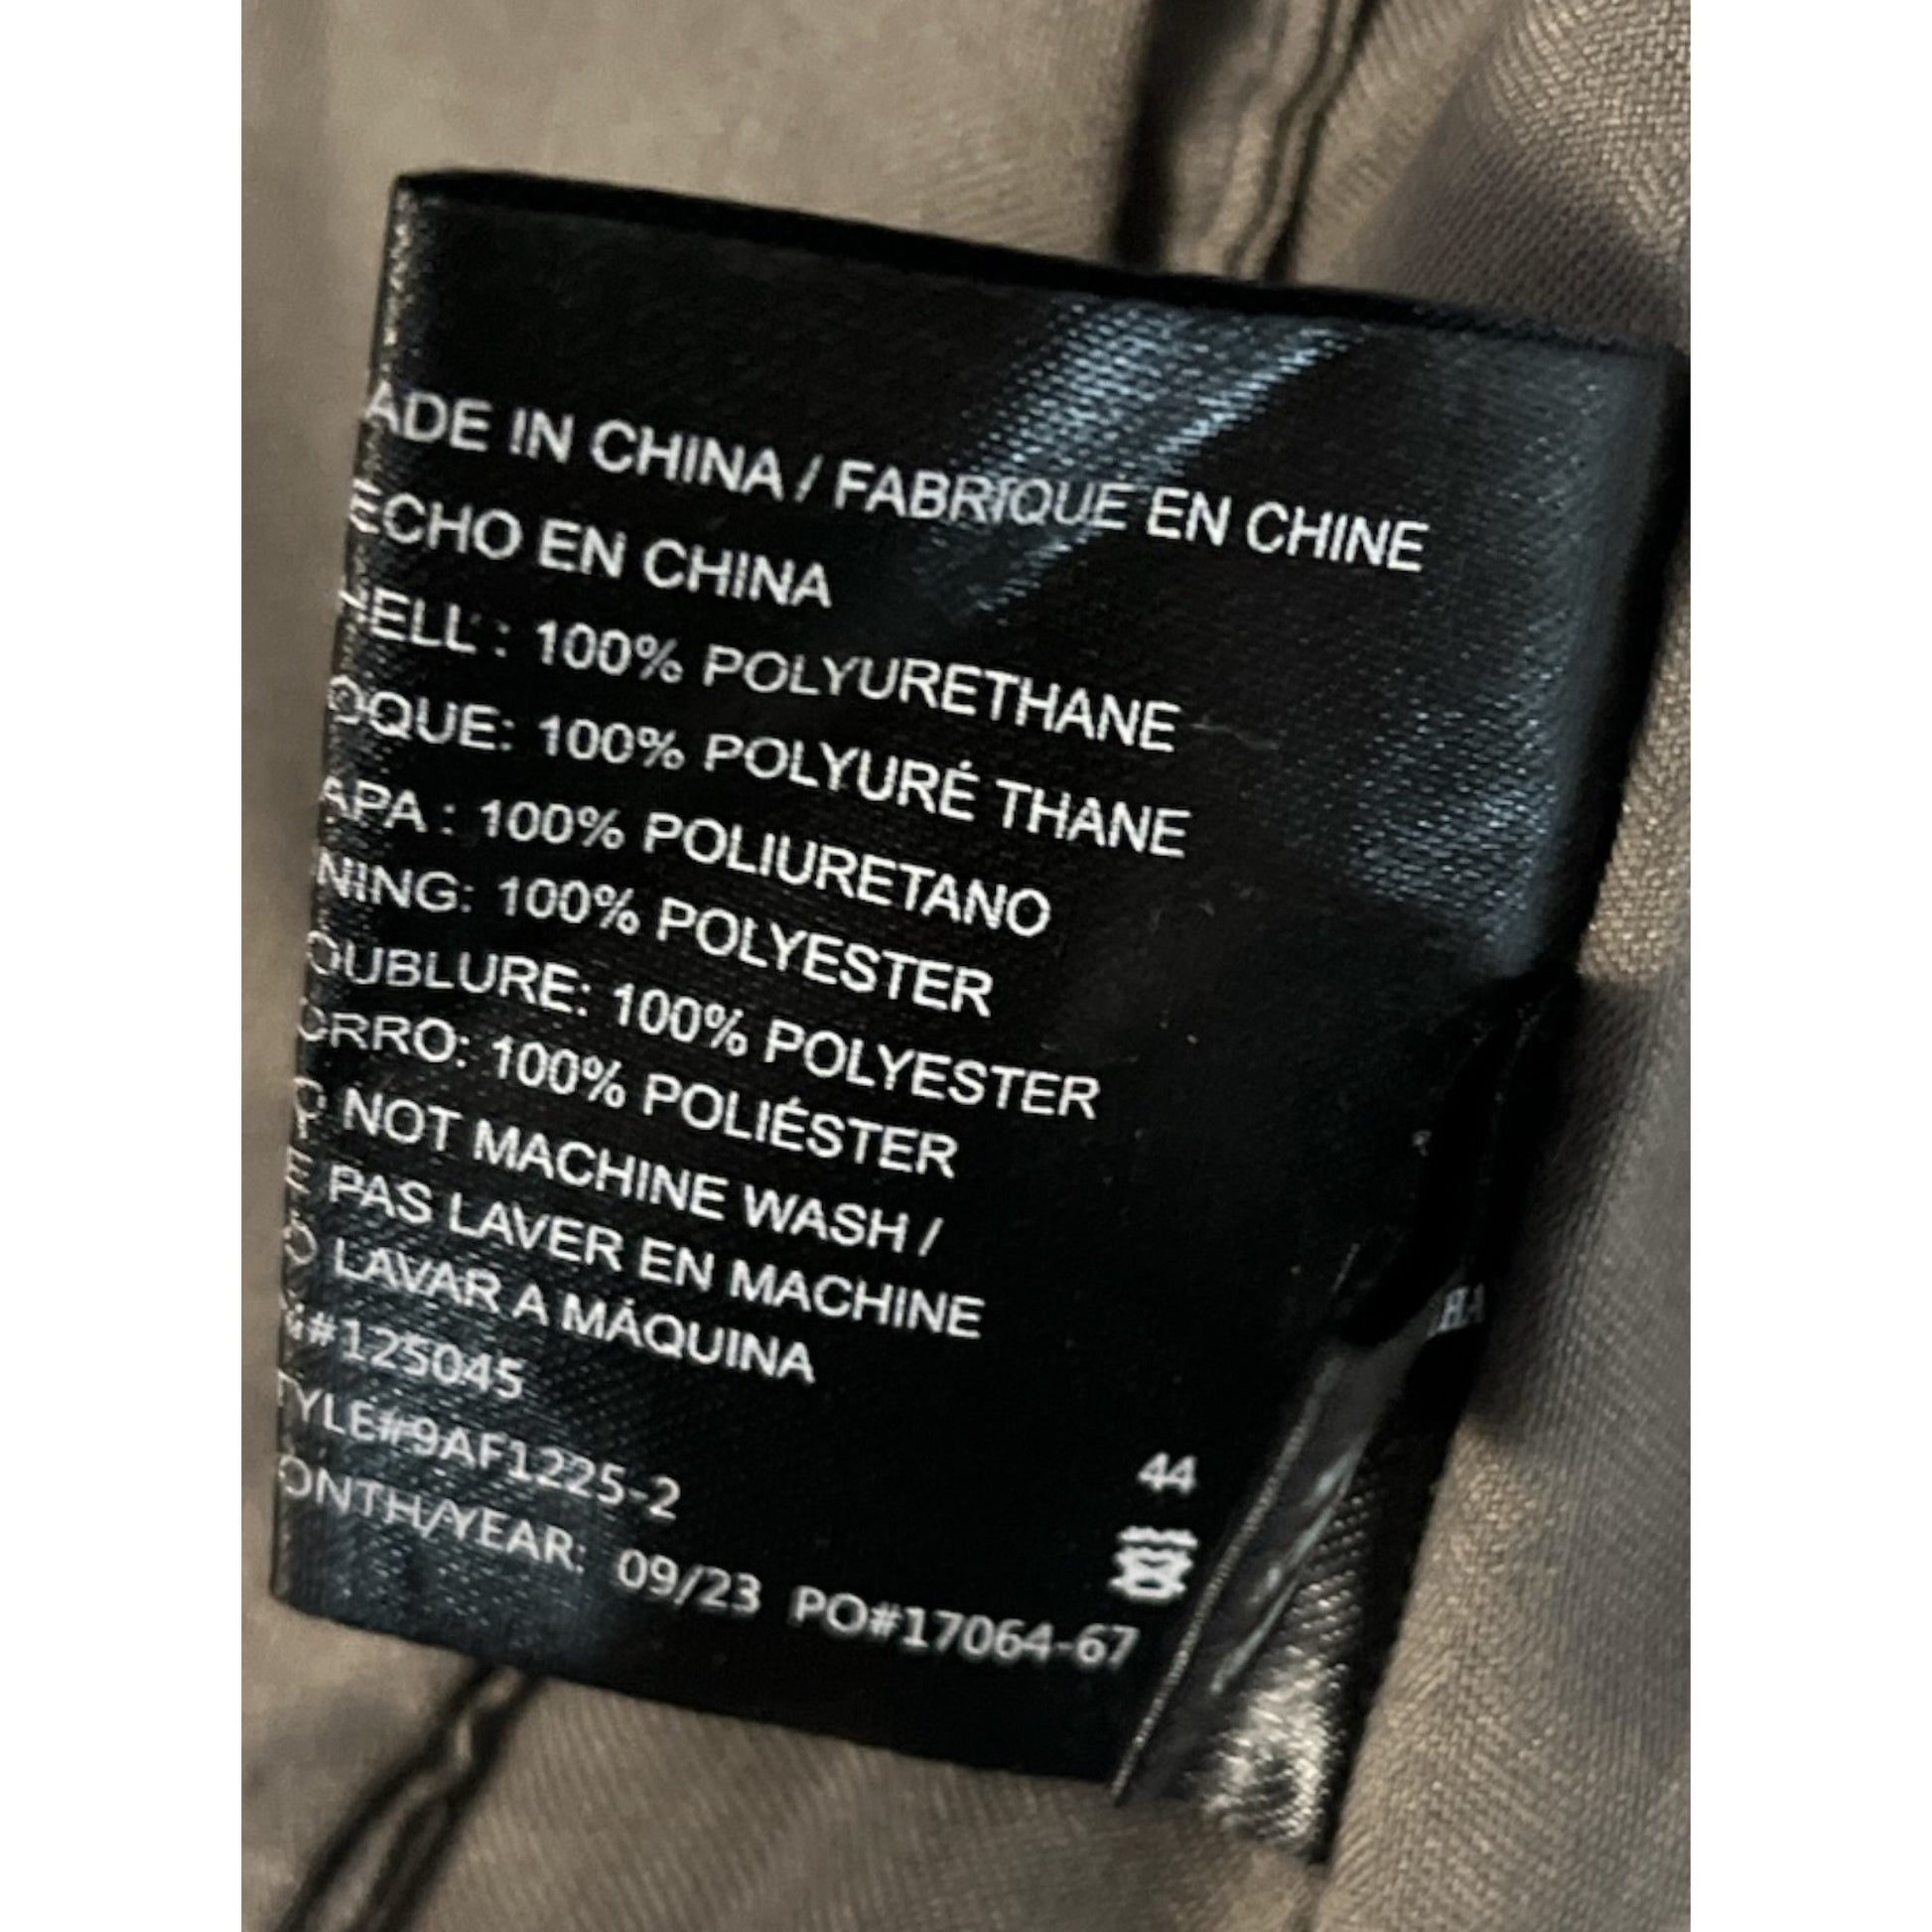 ADE IN CHINA / FABRIQUE EN CHINE
ECHO EN CHINA
HELL : 100% POLYURETHANE
OQUE: 100% POLYURÉ THANE
APA : 100% POLIURETANO
NING: 100% POLYESTER
OUBLURE: 100% POLYESTER
ORRO: 100% POLIÉSTER
O NOT MACHINE WASH /
E PAS LAVER EN MACHINE
O LAVAR A MÁQUINA
#125045
TYLE#9AF1225-2
44
ONTH/YEAR: 09/23 PO#17064-67
HA